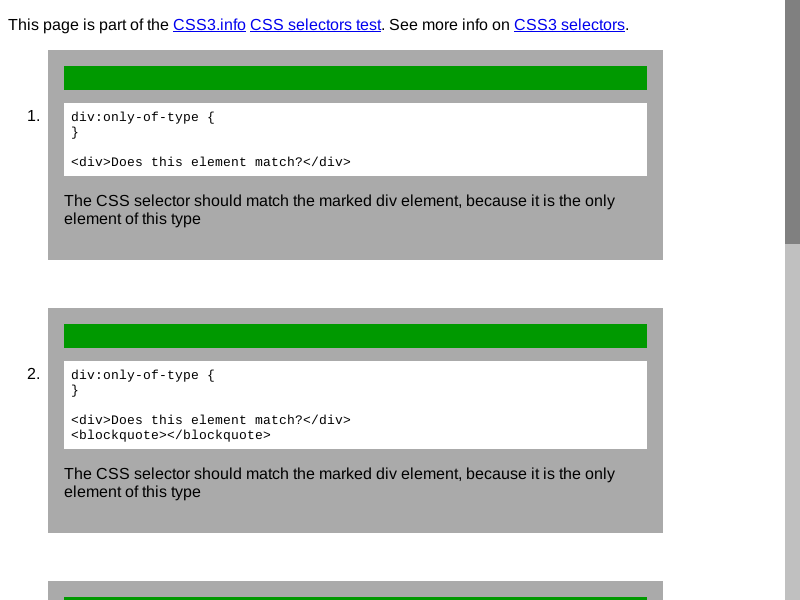 This page is part of the CSS3.info CSS selectors test. See more info on CSS3 selectors.
1.
div:only-of-type {
}
<div>Does this element match?</div>
The CSS selector should match the marked div element, because it is the only
element of this type
2.
div:only-of-type {
}
<div>Does this element match?</div>
<blockquote></blockquote>
The CSS selector should match the marked div element, because it is the only
element of this type